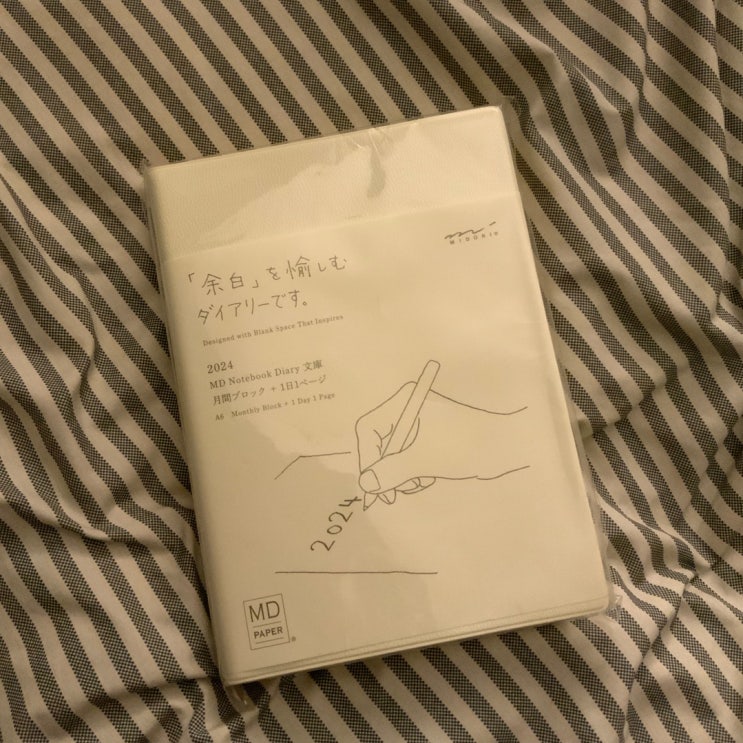 MIDORI
「余白」を愉しむ
ダイアリーです。
Designed with Blank Space That Inspires
2024
MD Notebook Diary 文庫
月間ブロック + 1日1ページ
A6 Monthly Block + 1 Day 1 Page
2024
MD
PAPER®